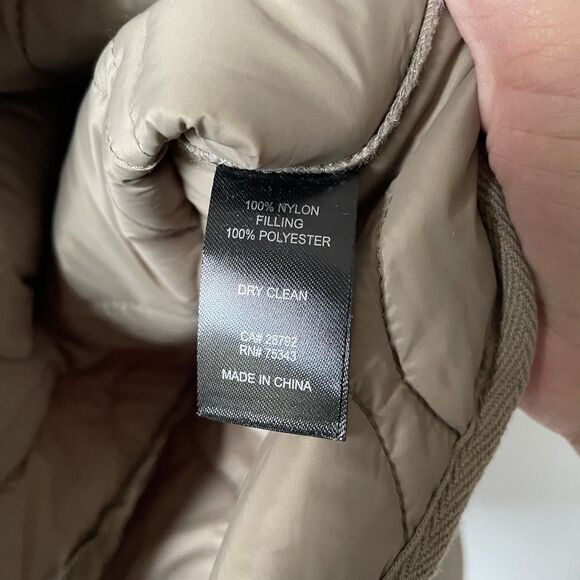 100% NYLON
FILLING
100% POLYESTER
DRY CLEAN
CA# 28792
RN# 75343
MADE IN CHINA